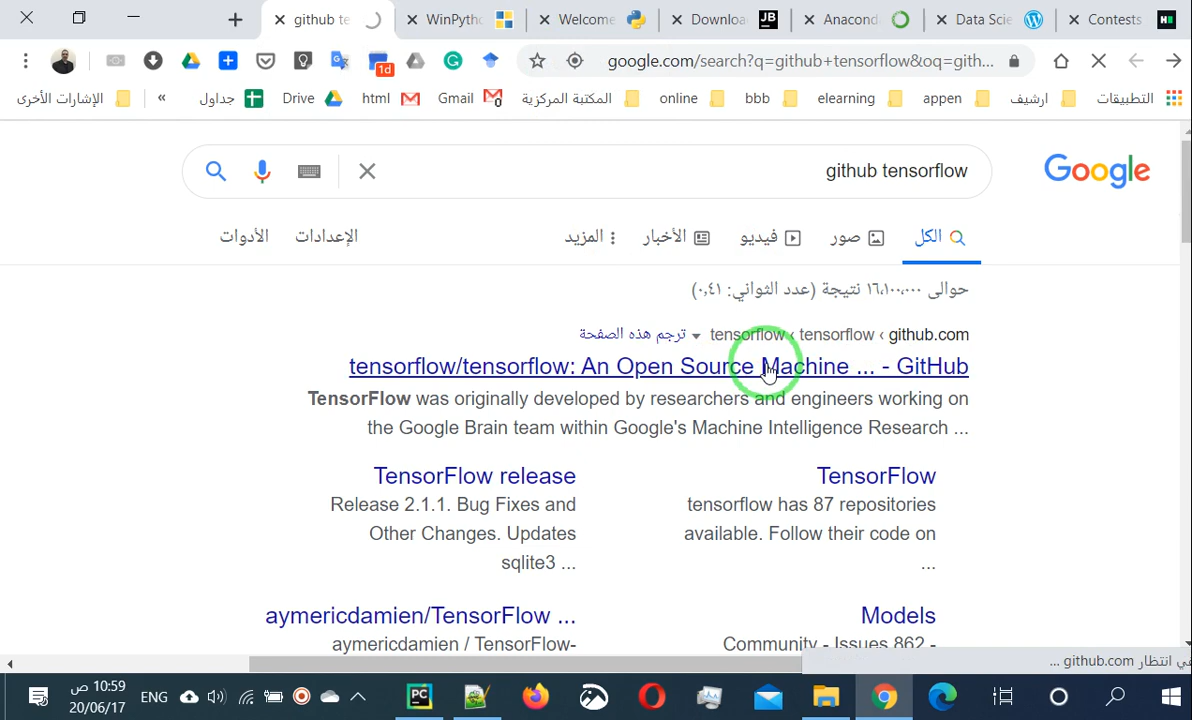 github te
WinPytho
Welcome
Downloa
Anacond
Data Scie
Contests
google.com/search?q=github+tensorflow&oq=gith...
1d
التطبيقات
ارشيف
appen
elearning
bbb
online
المكتبة المركزية
Gmail
html
Drive
جداول
»
الإشارات الأخرى
Google
github tensorflow
الكل
صور
فيديو
الأخبار
المزيد
الإعدادات
الأدوات
حوالى ١٦٬١٠٠٬٠٠٠ نتيجة (عدد الثواني: ٠٫٤١)
github.com › tensorflow › tensorflow ترجم هذه الصفحة
tensorflow/tensorflow: An Open Source Machine ... - GitHub
TensorFlow was originally developed by researchers and engineers working on
the Google Brain team within Google's Machine Intelligence Research ...
TensorFlow
tensorflow has 87 repositories
available. Follow their code on
...
TensorFlow release
Release 2.1.1. Bug Fixes and
Other Changes. Updates
sqlite3 ...
Models
Community - Issues 862 -
aymericdamien/TensorFlow ...
aymericdamien / TensorFlow-
في انتظار github.com ...
ENG
10:59 ص
20/06/17